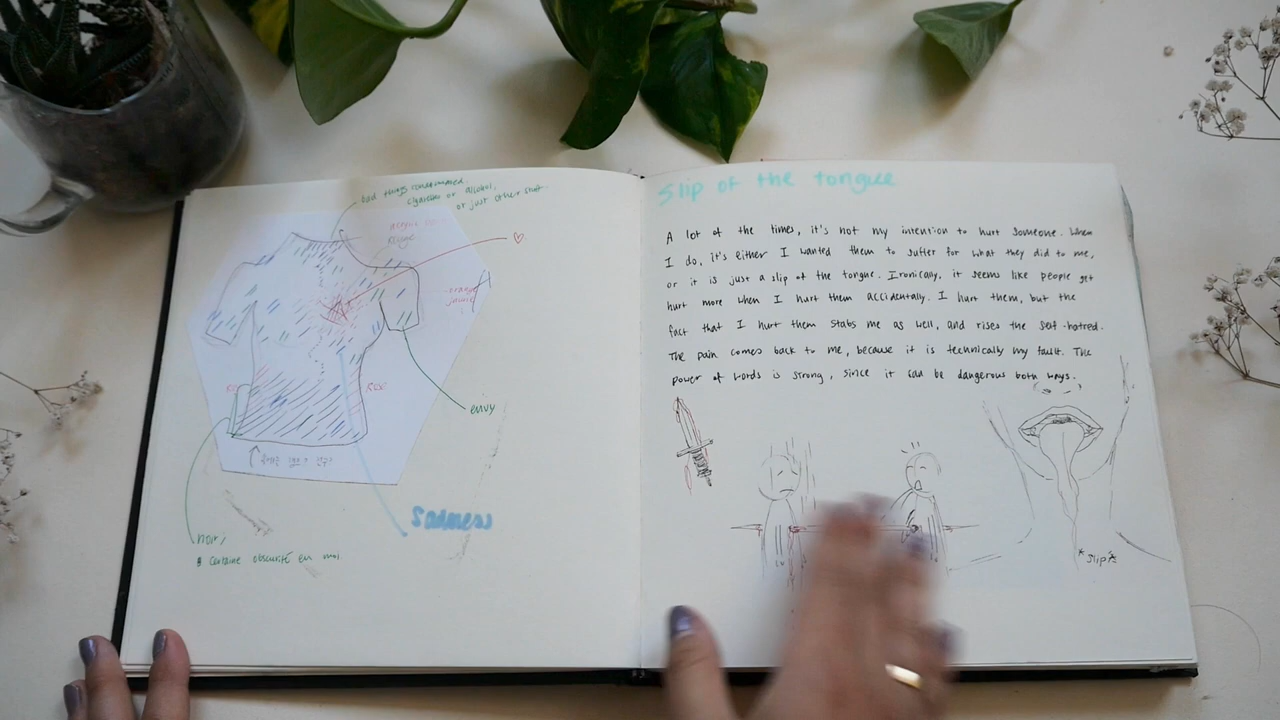 bad things consumed.
cigarettes or alcohol,
or just other stuff.
envy
Sadness
noir,
certaine obscurité en moi
Slip of the tongue
A lot of the times, it's not my intention to hurt someone. When
I do, it's either I wanted them to suffer for what they did to me,
or it is just a slip of the tongue. Ironically, it seems like people get
hurt more when I hurt them accidentally. I hurt them, but the
fact that I hurt them stabs me as well, and rises the self-hatred.
The pain comes back to me, because it is technically my fault. The
power of words is strong, since it can be dangerous both ways.
*slip*